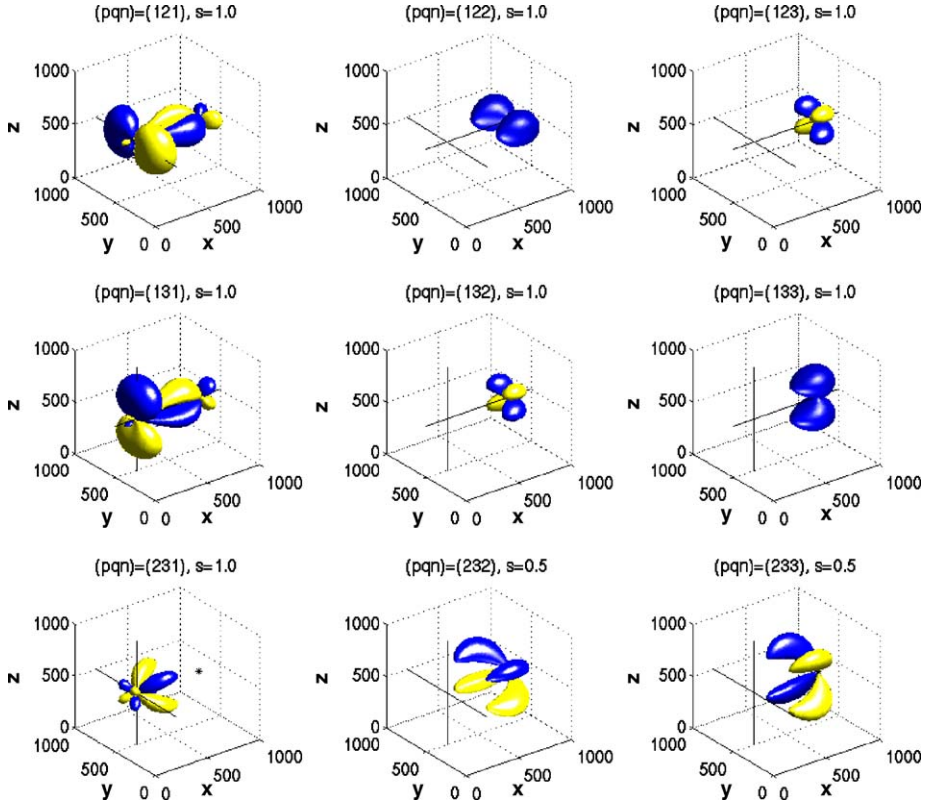 (pqn)=(121), s=1.0
(pqn)=(122), s=1.0
(pqn)=(123), s=1.0
1000
500
0
z
1000
500
0
y
0
500
1000
x
1000
500
0
z
1000
500
0
y
0
500
1000
x
1000
500
0
z
1000
500
0
y
0
500
1000
x
(pqn)=(131), s=1.0
(pqn)=(132), s=1.0
(pqn)=(133), s=1.0
1000
500
0
z
1000
500
0
y
0
500
1000
x
1000
500
0
z
1000
500
0
y
0
500
1000
x
1000
500
0
z
1000
500
0
y
0
500
1000
x
(pqn)=(231), s=1.0
(pqn)=(232), s=0.5
(pqn)=(233), s=0.5
1000
500
0
z
1000
500
0
y
0
500
1000
x
*
1000
500
0
z
1000
500
0
y
0
500
1000
x
1000
500
0
z
1000
500
0
y
0
500
1000
x